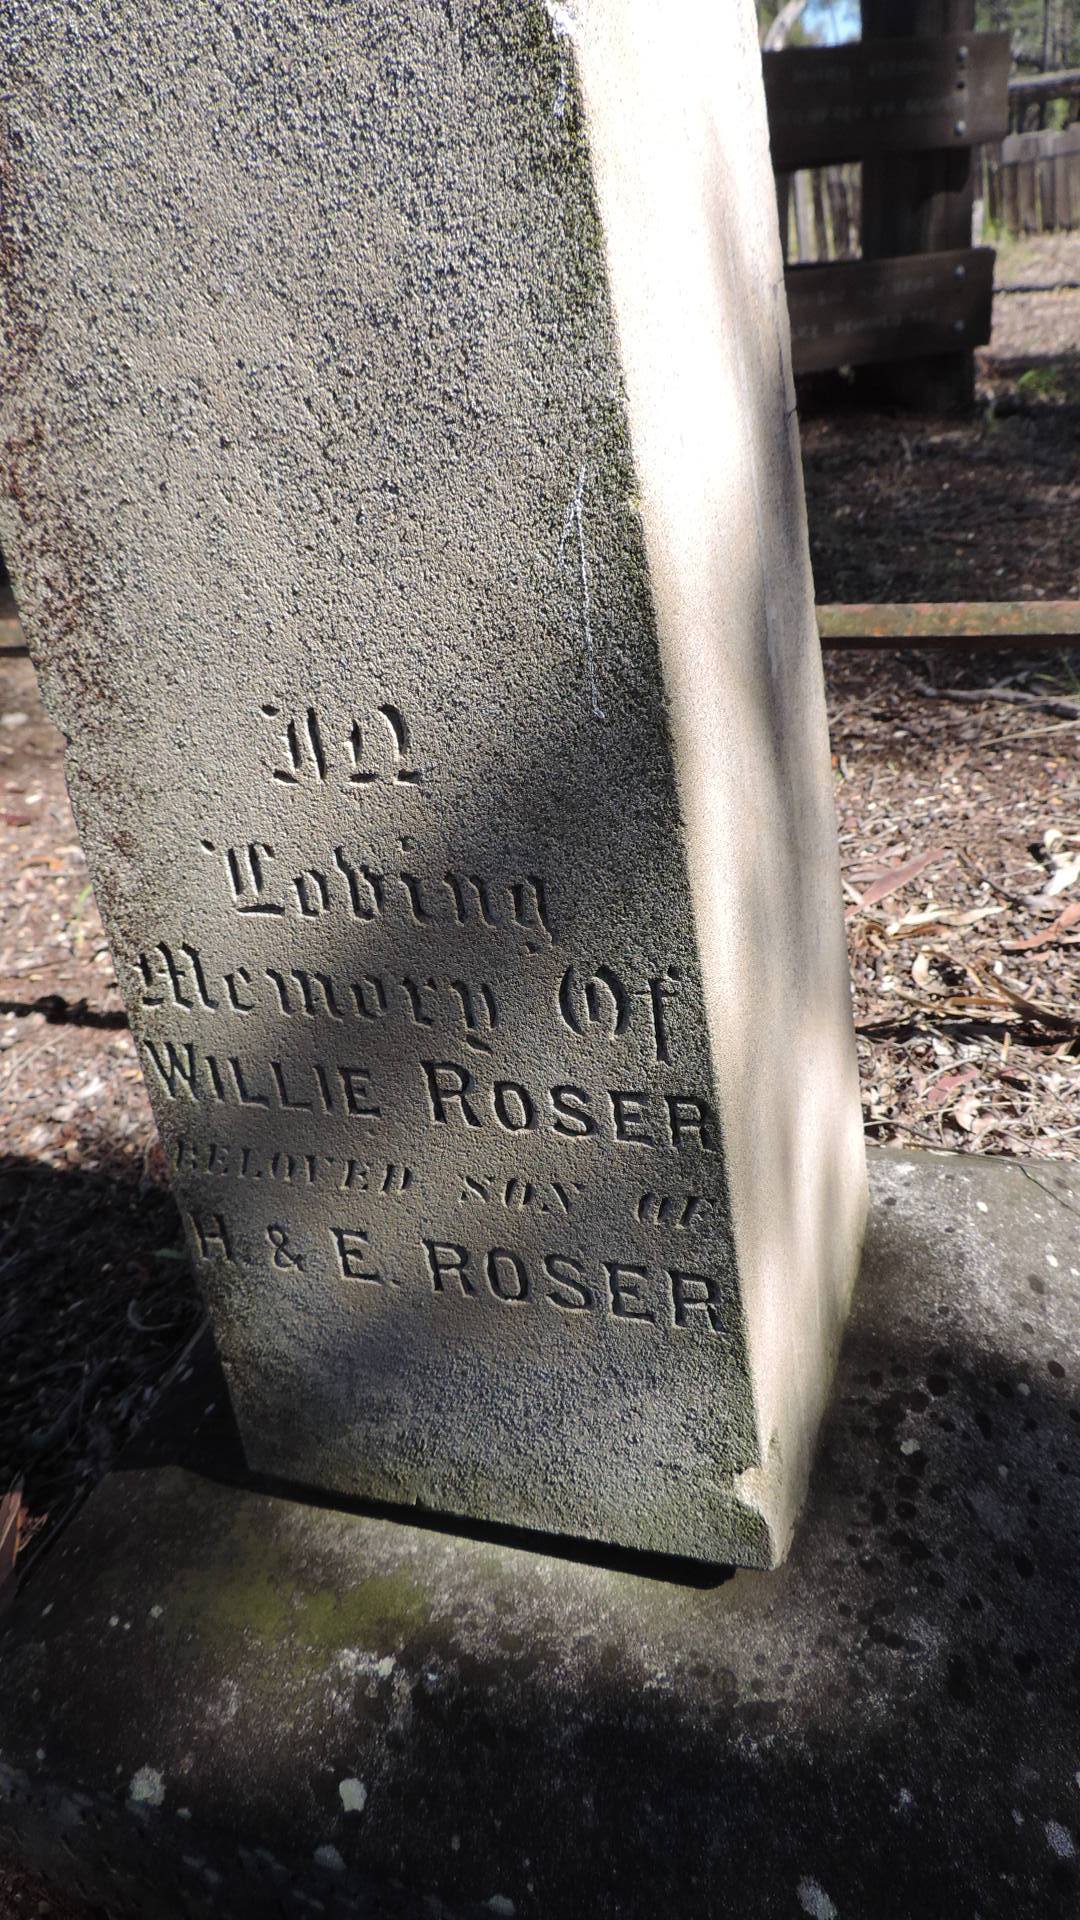 In
Loving
Memory Of
WILLIE ROSER
BELOVED SON OF
H. & E. ROSER